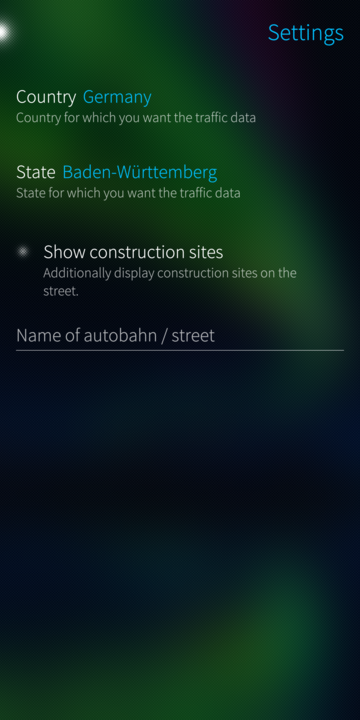 Settings
Country Germany
Country for which you want the traffic data
State Baden-Württemberg
State for which you want the traffic data
Show construction sites
Additionally display construction sites on the
street.
Name of autobahn / street